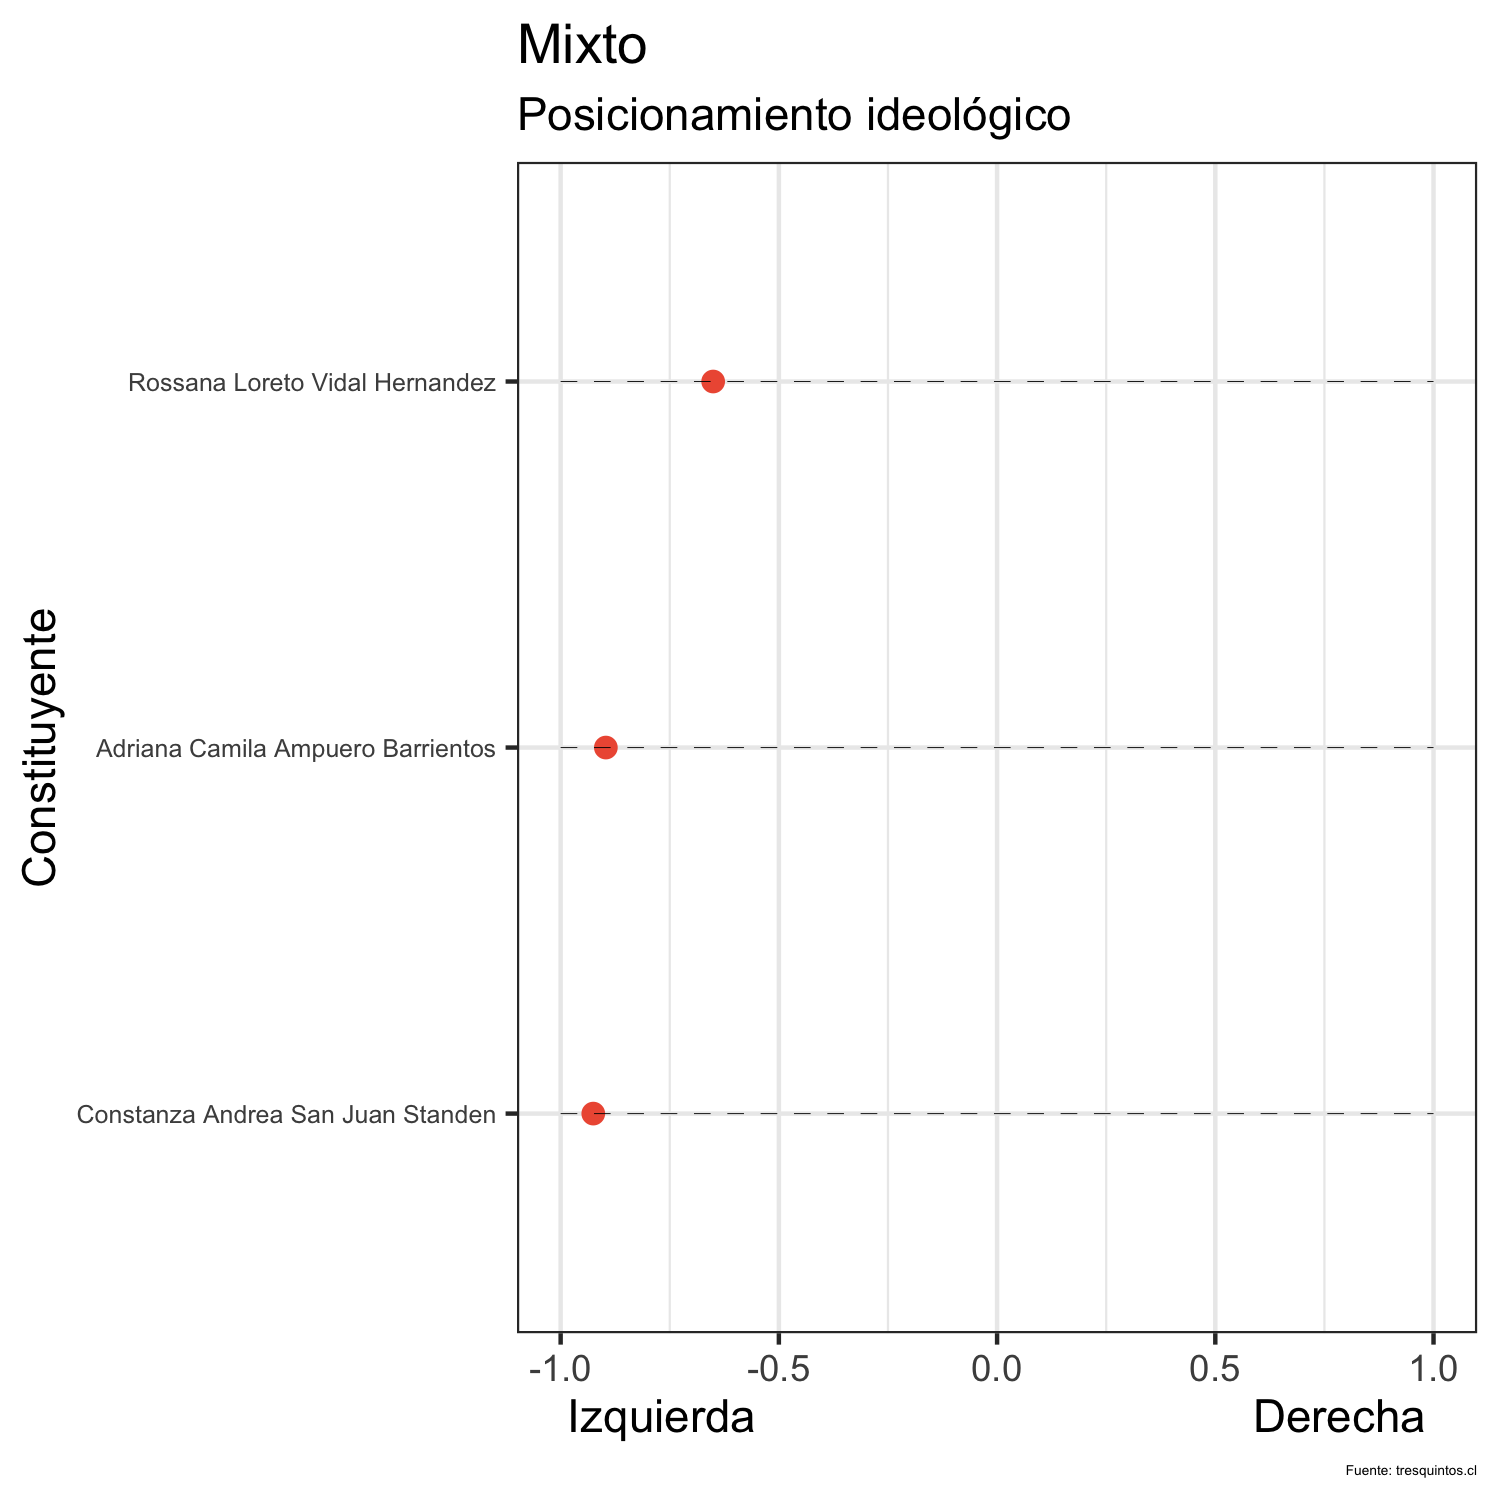 Mixto
Posicionamiento ideológico
Constituyente
Rossana Loreto Vidal Hernandez
Adriana Camila Ampuero Barrientos
Constanza Andrea San Juan Standen
-1.0 -0.5 0.0 0.5 1.0
Izquierda Derecha
Fuente: tresquintos.cl